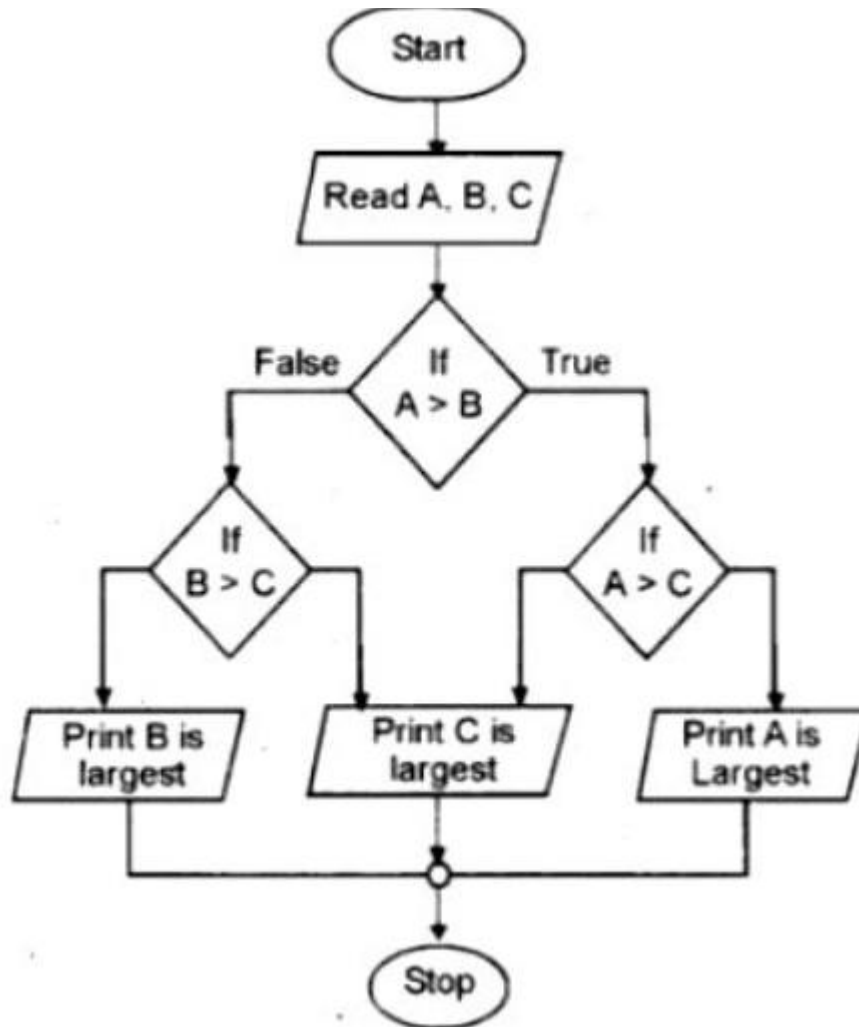 Start
Read A, B, C
False
If
A > B
True
If
B > C
If
A > C
Print B is
largest
Print C is
largest
Print A is
Largest
Stop